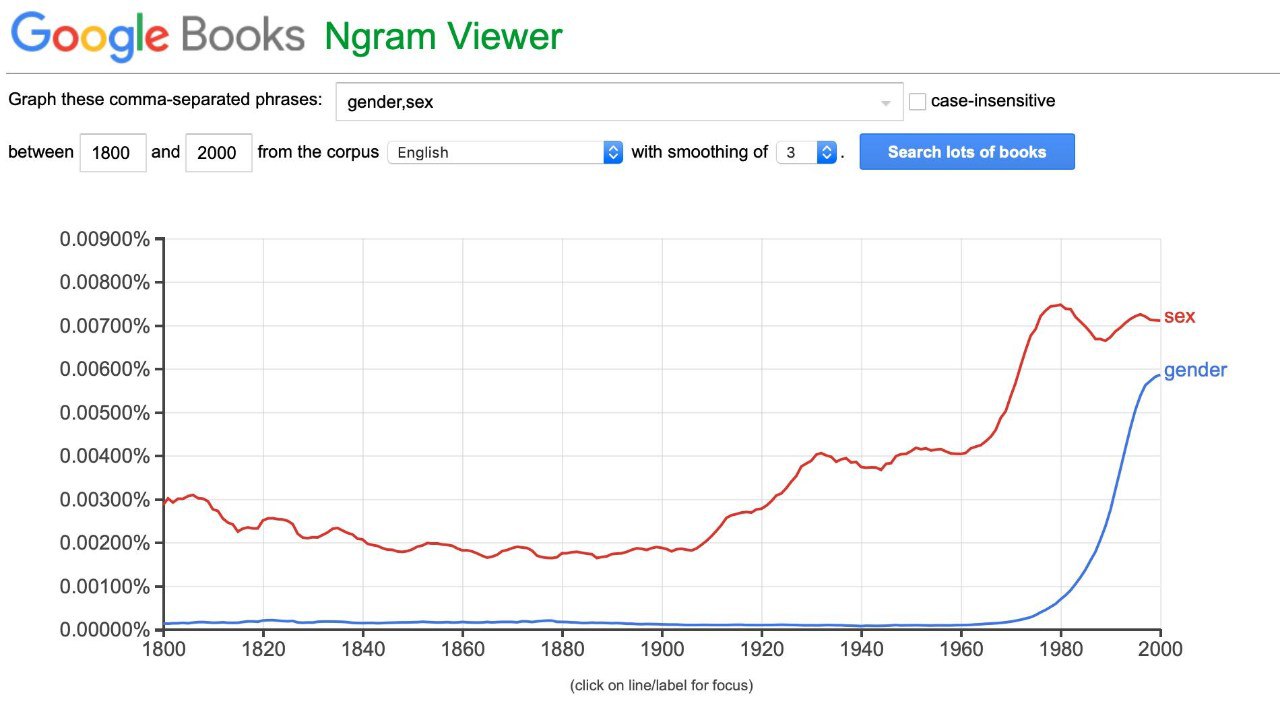 Google Books Ngram Viewer
Graph these comma-separated phrases: gender,sex case-insensitive
between 1800 and 2000 from the corpus English with smoothing of 3 . Search lots of books
0.00900%
0.00800%
0.00700%
sex
0.00600%
gender
0.00500%
0.00400%
0.00300%
0.00200%
0.00100%
0.00000%
1800 1820 1840 1860 1880 1900 1920 1940 1960 1980 2000
(click on line/label for focus)